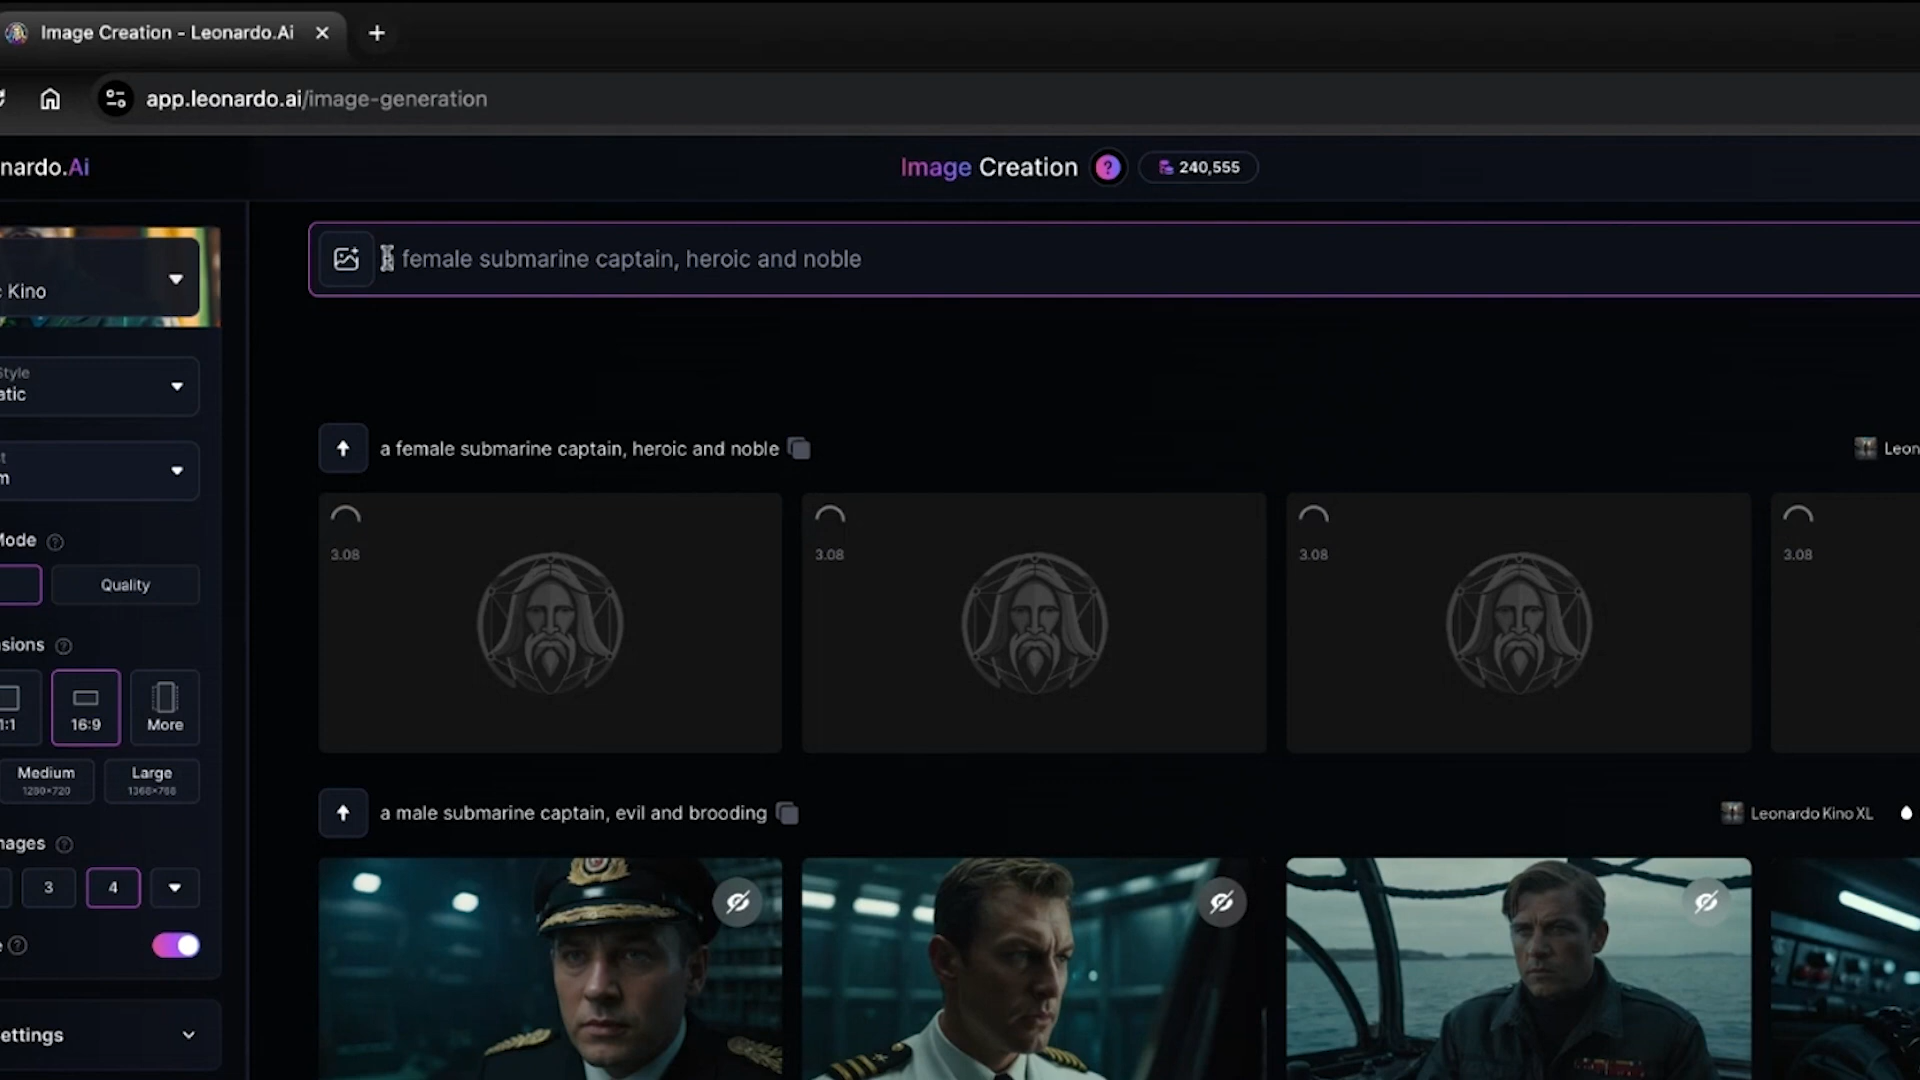 Image Creation - Leonardo.Ai
app.leonardo.ai/image-generation
nardo.Ai
Image Creation ? 240,555
female submarine captain, heroic and noble
Kino
Style
atic
a female submarine captain, heroic and noble
Leon
3.08
3.08
3.08
3.08
Mode
Quality
sions
1:1
16:9
More
Medium
1280×720
Large
1368×768
a male submarine captain, evil and brooding
Leonardo Kino XL
mages
3
4
ettings